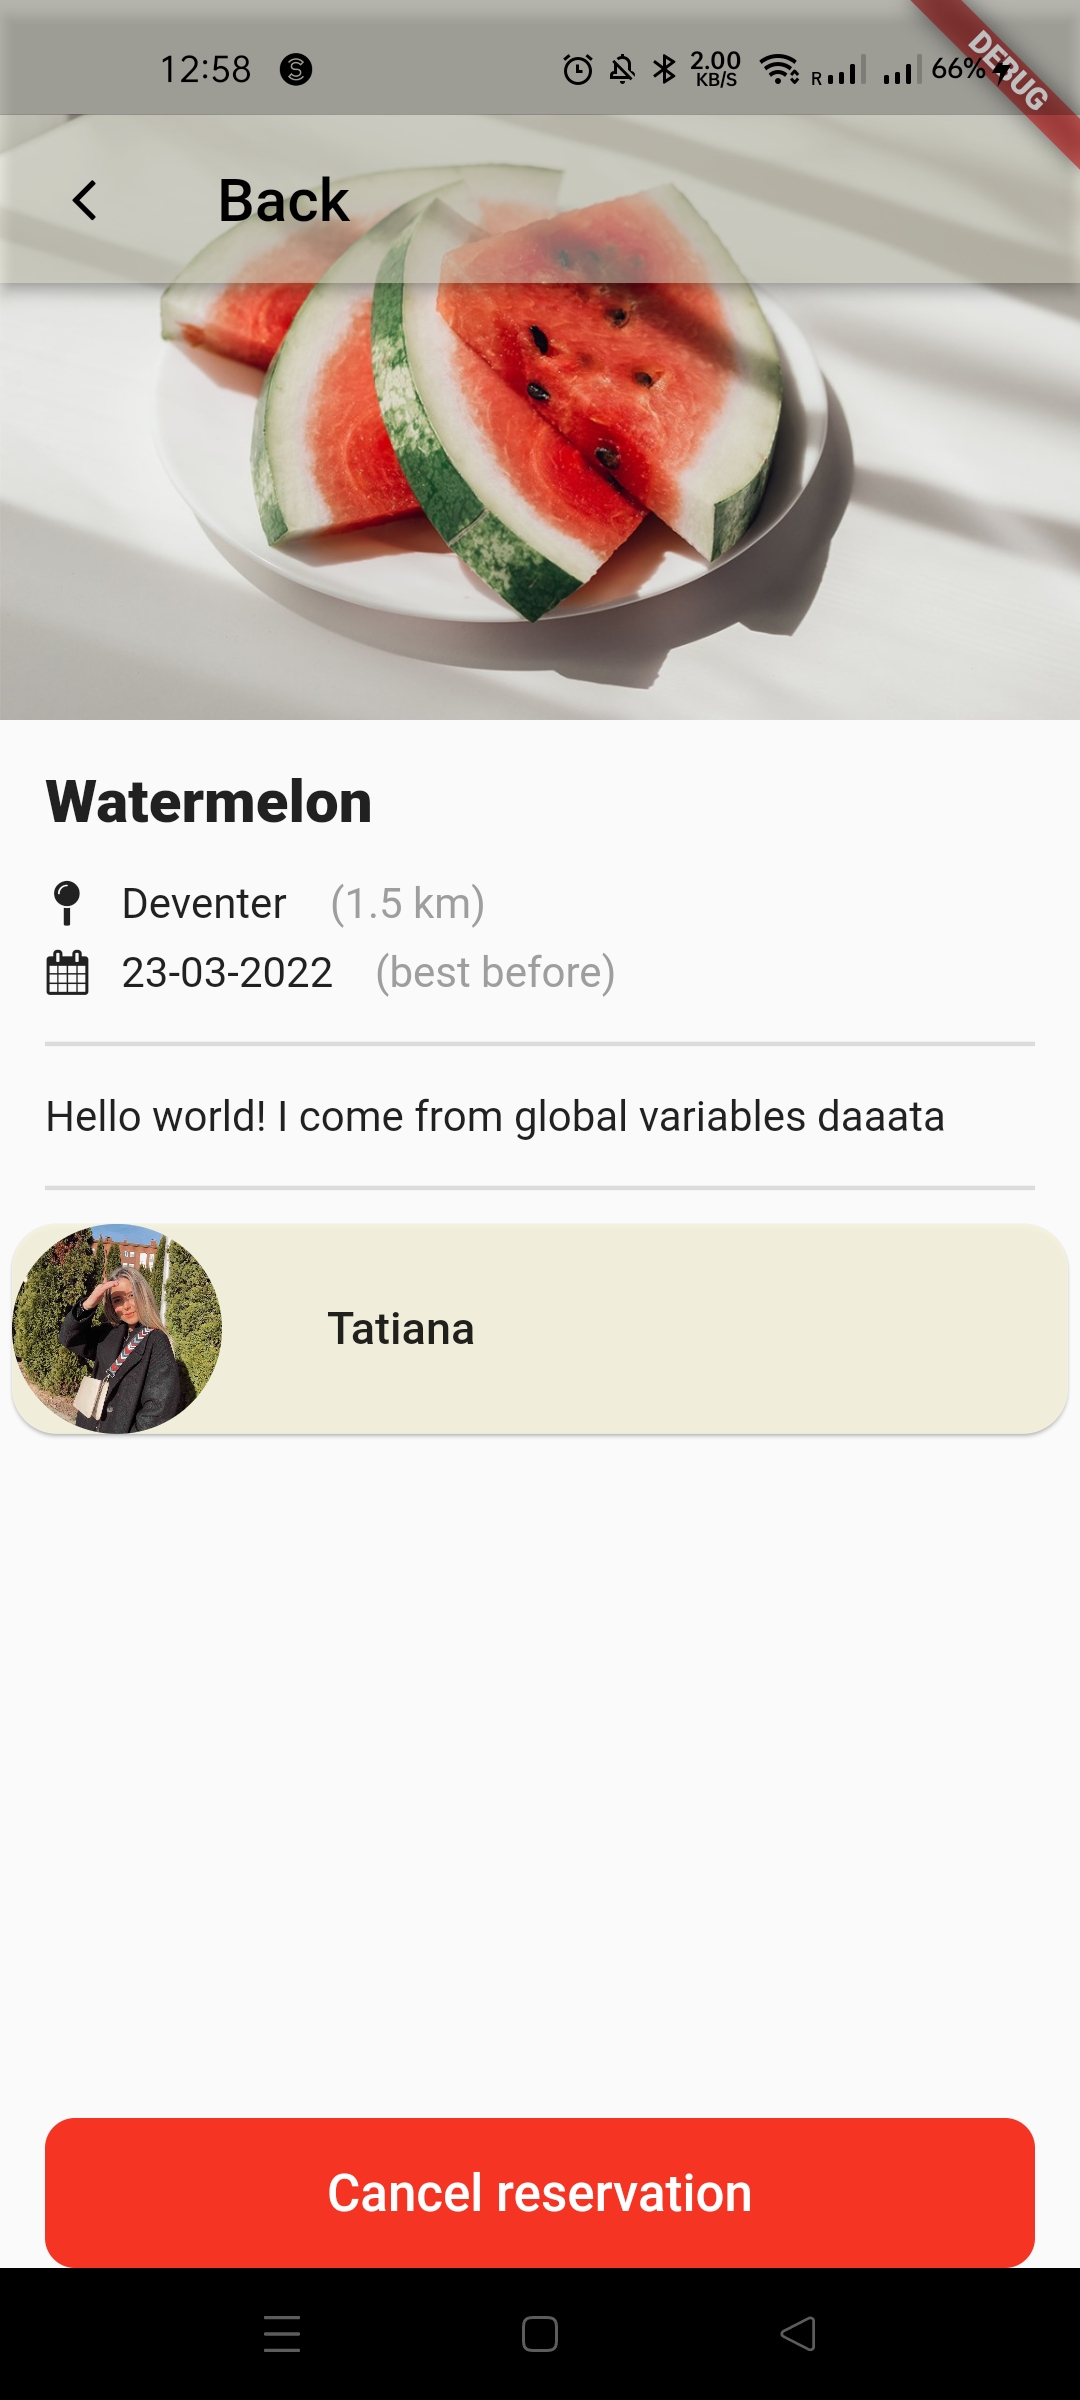 12:58 S 2.00 KB/S R 66%
DEBUG
Back
Watermelon
Deventer (1.5 km)
23-03-2022 (best before)
Hello world! I come from global variables daaata
Tatiana
Cancel reservation